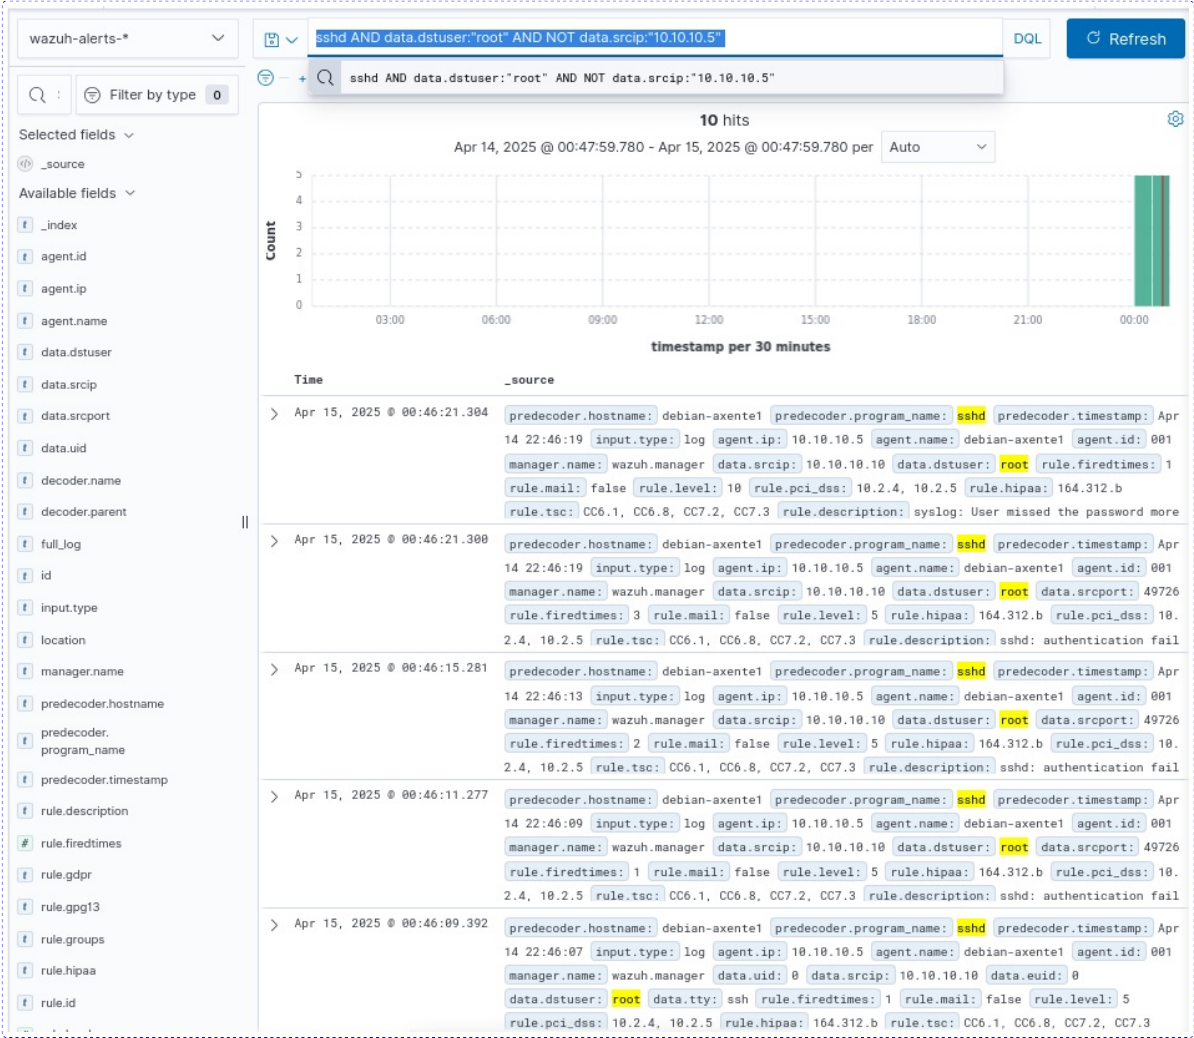 wazuh-alerts-*
sshd AND data.dstuser:"root" AND NOT data.srcip:"10.10.10.5"
DQL
Refresh
sshd AND data.dstuser:"root" AND NOT data.srcip:"10.10.10.5"
+
Filter by type 0
Selected fields
_source
Available fields
_index
agent.id
agent.ip
agent.name
data.dstuser
data.srcip
data.srcport
data.uid
decoder.name
decoder.parent
full_log
id
input.type
location
manager.name
predecoder.hostname
predecoder.
program_name
predecoder.timestamp
rule.description
rule.firedtimes
rule.gdpr
rule.gpg13
rule.groups
rule.hipaa
rule.id
10 hits
Apr 14, 2025 @ 00:47:59.780 - Apr 15, 2025 @ 00:47:59.780 per Auto
Count
5
4
3
2
1
0
03:00 06:00 09:00 12:00 15:00 18:00 21:00 00:00
timestamp per 30 minutes
Time _source
Apr 15, 2025 @ 00:46:21.304
predecoder.hostname: debian-axente1 predecoder.program_name: sshd predecoder.timestamp: Apr
14 22:46:19 input.type: log agent.ip: 10.10.10.5 agent.name: debian-axente1 agent.id: 001
manager.name: wazuh.manager data.srcip: 10.10.10.10 data.dstuser: root rule.firedtimes: 1
rule.mail: false rule.level: 10 rule.pci_dss: 10.2.4, 10.2.5 rule.hipaa: 164.312.b
rule.tsc: CC6.1, CC6.8, CC7.2, CC7.3 rule.description: syslog: User missed the password more
Apr 15, 2025 @ 00:46:21.300
predecoder.hostname: debian-axente1 predecoder.program_name: sshd predecoder.timestamp: Apr
14 22:46:19 input.type: log agent.ip: 10.10.10.5 agent.name: debian-axente1 agent.id: 001
manager.name: wazuh.manager data.srcip: 10.10.10.10 data.dstuser: root data.srcport: 49726
rule.firedtimes: 3 rule.mail: false rule.level: 5 rule.hipaa: 164.312.b rule.pci_dss: 10.
2.4, 10.2.5 rule.tsc: CC6.1, CC6.8, CC7.2, CC7.3 rule.description: sshd: authentication fail
Apr 15, 2025 @ 00:46:15.281
predecoder.hostname: debian-axente1 predecoder.program_name: sshd predecoder.timestamp: Apr
14 22:46:13 input.type: log agent.ip: 10.10.10.5 agent.name: debian-axente1 agent.id: 001
manager.name: wazuh.manager data.srcip: 10.10.10.10 data.dstuser: root data.srcport: 49726
rule.firedtimes: 2 rule.mail: false rule.level: 5 rule.hipaa: 164.312.b rule.pci_dss: 10.
2.4, 10.2.5 rule.tsc: CC6.1, CC6.8, CC7.2, CC7.3 rule.description: sshd: authentication fail
Apr 15, 2025 @ 00:46:11.277
predecoder.hostname: debian-axente1 predecoder.program_name: sshd predecoder.timestamp: Apr
14 22:46:09 input.type: log agent.ip: 10.10.10.5 agent.name: debian-axente1 agent.id: 001
manager.name: wazuh.manager data.srcip: 10.10.10.10 data.dstuser: root data.srcport: 49726
rule.firedtimes: 1 rule.mail: false rule.level: 5 rule.hipaa: 164.312.b rule.pci_dss: 10.
2.4, 10.2.5 rule.tsc: CC6.1, CC6.8, CC7.2, CC7.3 rule.description: sshd: authentication fail
Apr 15, 2025 @ 00:46:09.392
predecoder.hostname: debian-axente1 predecoder.program_name: sshd predecoder.timestamp: Apr
14 22:46:07 input.type: log agent.ip: 10.10.10.5 agent.name: debian-axente1 agent.id: 001
manager.name: wazuh.manager data.uid: 0 data.srcip: 10.10.10.10 data.euid: 0
data.dstuser: root data.tty: ssh rule.firedtimes: 1 rule.mail: false rule.level: 5
rule.pci_dss: 10.2.4, 10.2.5 rule.hipaa: 164.312.b rule.tsc: CC6.1, CC6.8, CC7.2, CC7.3